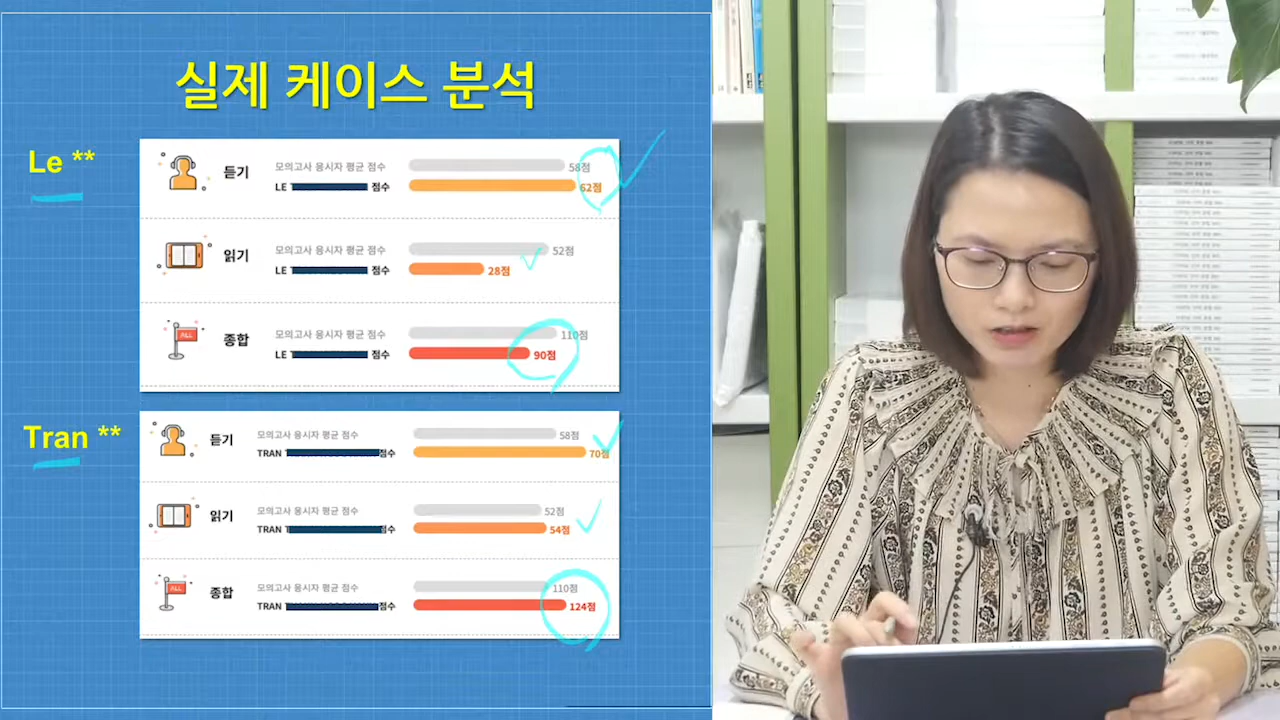 실제 케이스 분석
Le **
듣기
모의고사 응시자 평균 점수
58점
LE T
점수
62점
읽기
모의고사 응시자 평균 점수
52점
LE T
점수
28점
ALL
종합
모의고사 응시자 평균 점수
110점
LE T
점수
90점
Tran **
듣기
모의고사 응시자 평균 점수
58점
TRAN
점수
70점
읽기
모의고사 응시자 평균 점수
52점
TRAN
점수
54점
ALL
종합
모의고사 응시자 평균 점수
110점
TRAN
점수
124점